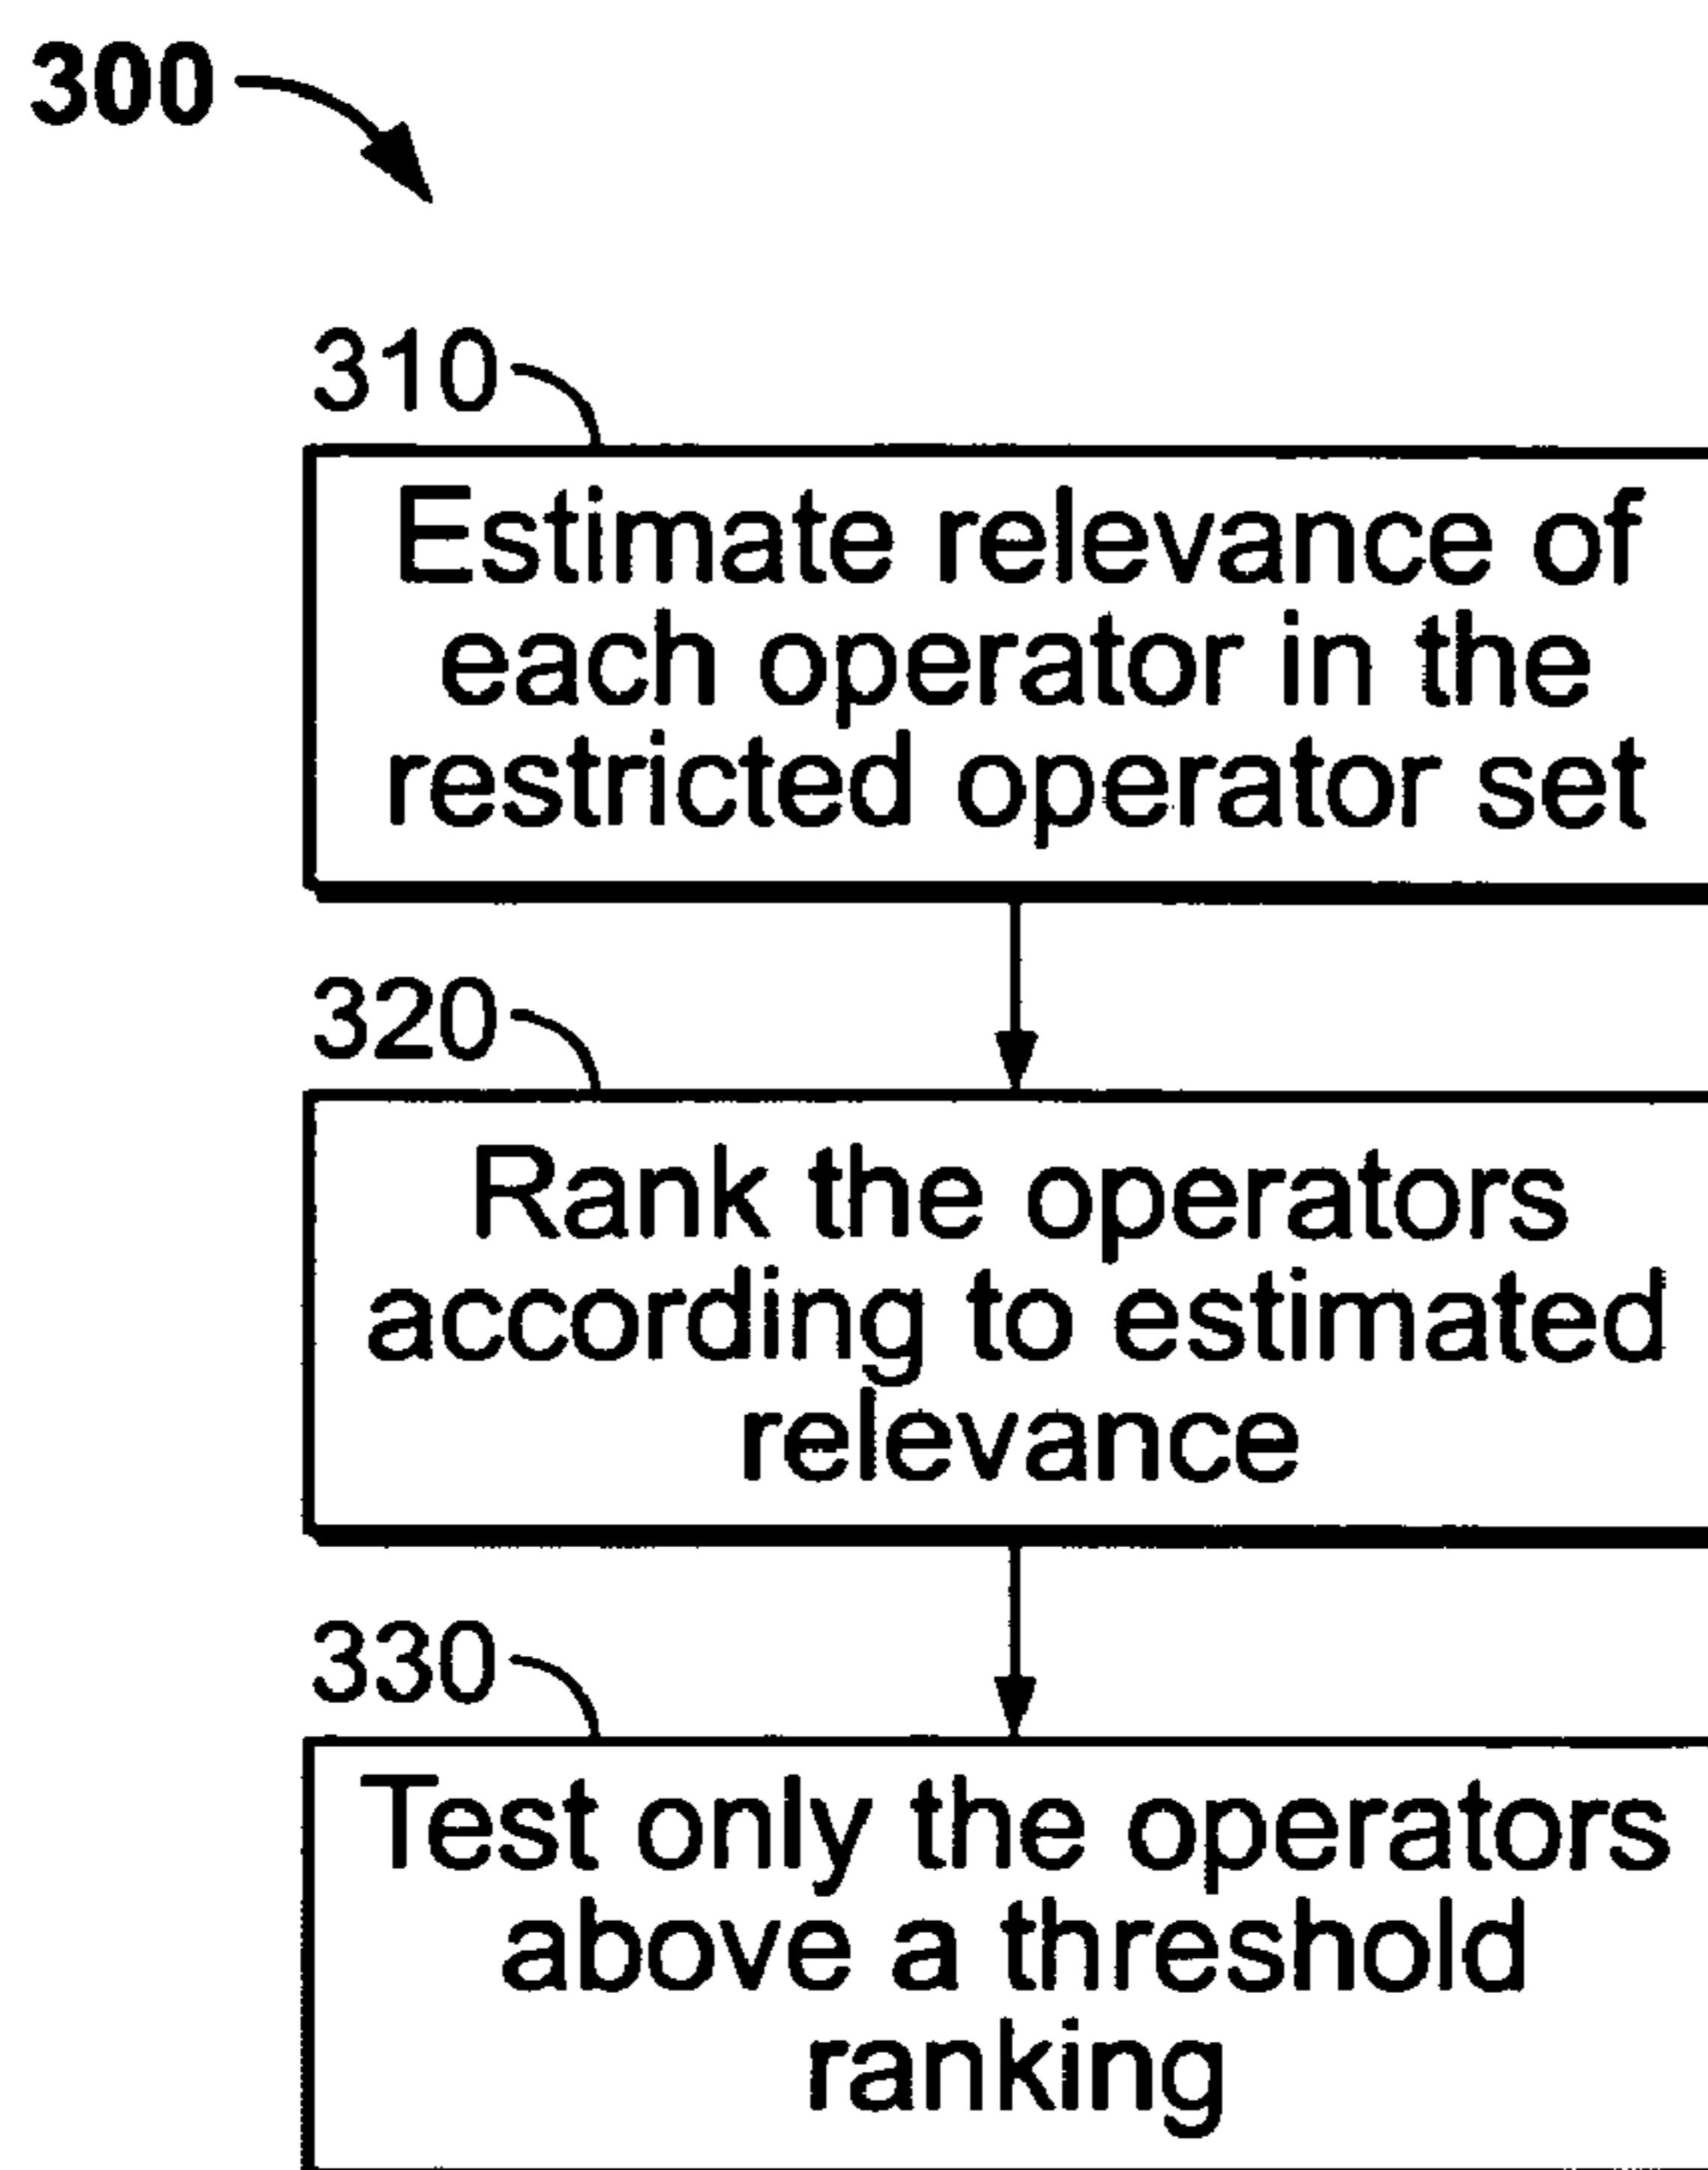 300
310
Estimate relevance of
each operator in the
restricted operator set
320
Rank the operators
according to estimated
relevance
330
Test only the operators
above a threshold
ranking